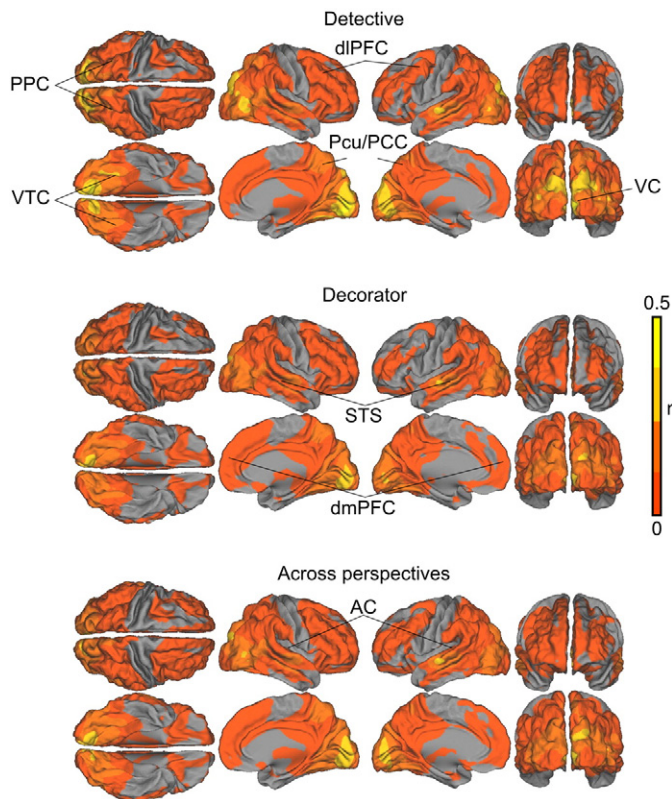 Detective
dlPFC
PPC
Pcu/PCC
VTC
VC
Decorator
0.5
r
STS
0
dmPFC
Across perspectives
AC